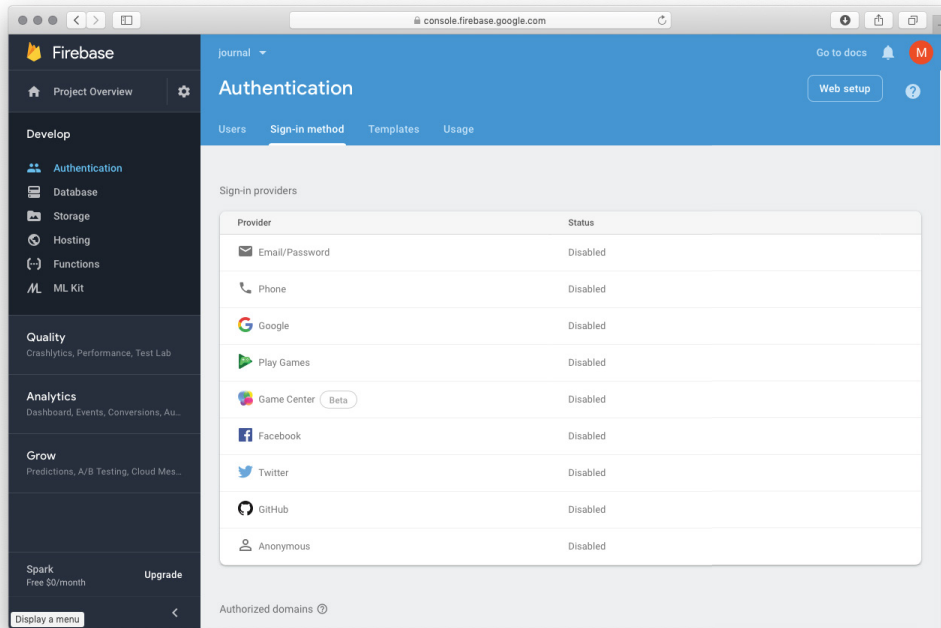 console.firebase.google.com
Firebase
Project Overview
Develop
Authentication
Database
Storage
Hosting
Functions
ML Kit
Quality
Crashlytics, Performance, Test Lab
Analytics
Dashboard, Events, Conversions, Au...
Grow
Predictions, A/B Testing, Cloud Mes...
Spark
Free $0/month
Upgrade
Display a menu
journal
Go to docs
M
Authentication
Web setup
Users Sign-in method Templates Usage
Sign-in providers
Provider Status
Email/Password Disabled
Phone Disabled
Google Disabled
Play Games Disabled
Game Center Beta Disabled
Facebook Disabled
Twitter Disabled
GitHub Disabled
Anonymous Disabled
Authorized domains